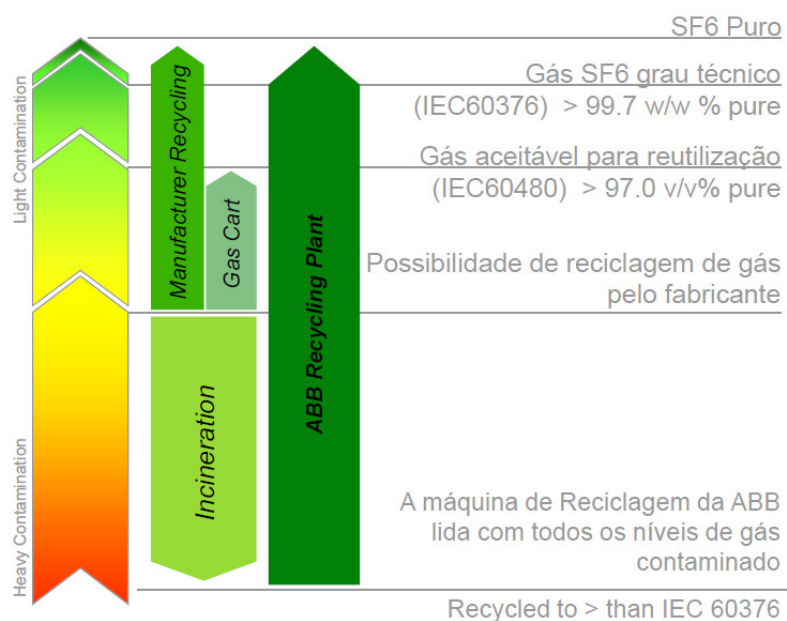 SF6 Puro
Gás SF6 grau técnico
(IEC60376) > 99.7 w/w % pure
Gás aceitável para reutilização
(IEC60480) > 97.0 v/v% pure
Possibilidade de reciclagem de gás
pelo fabricante
A máquina de Reciclagem da ABB
lida com todos os níveis de gás
contaminado
Recycled to > than IEC 60376
Light Contamination
Heavy Contamination
Manufacturer Recycling
Gas Cart
Incineration
ABB Recycling Plant